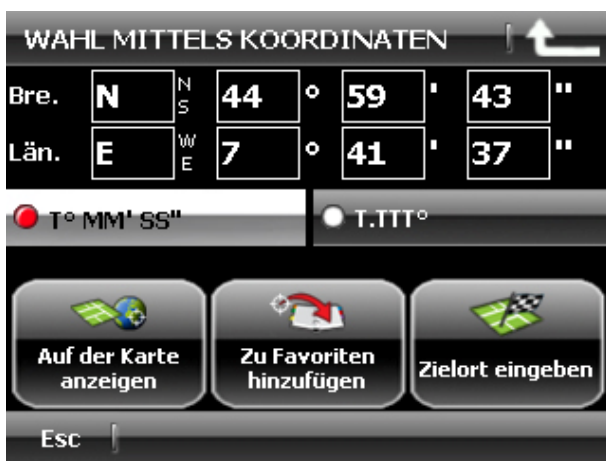 WAHL MITTELS KOORDINATEN
Bre. N N S 44 ° 59 ' 43 "
Län. E W E 7 ° 41 ' 37 "
T° MM' SS" T.TTT°
Auf der Karte anzeigen
Zu Favoriten hinzufügen
Zielort eingeben
Esc